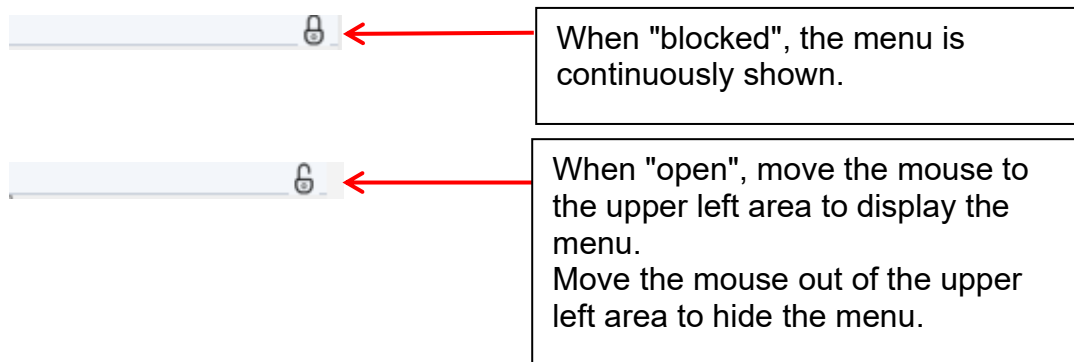 When "blocked", the menu is
continuously shown.
When "open", move the mouse to
the upper left area to display the
menu.
Move the mouse out of the upper
left area to hide the menu.